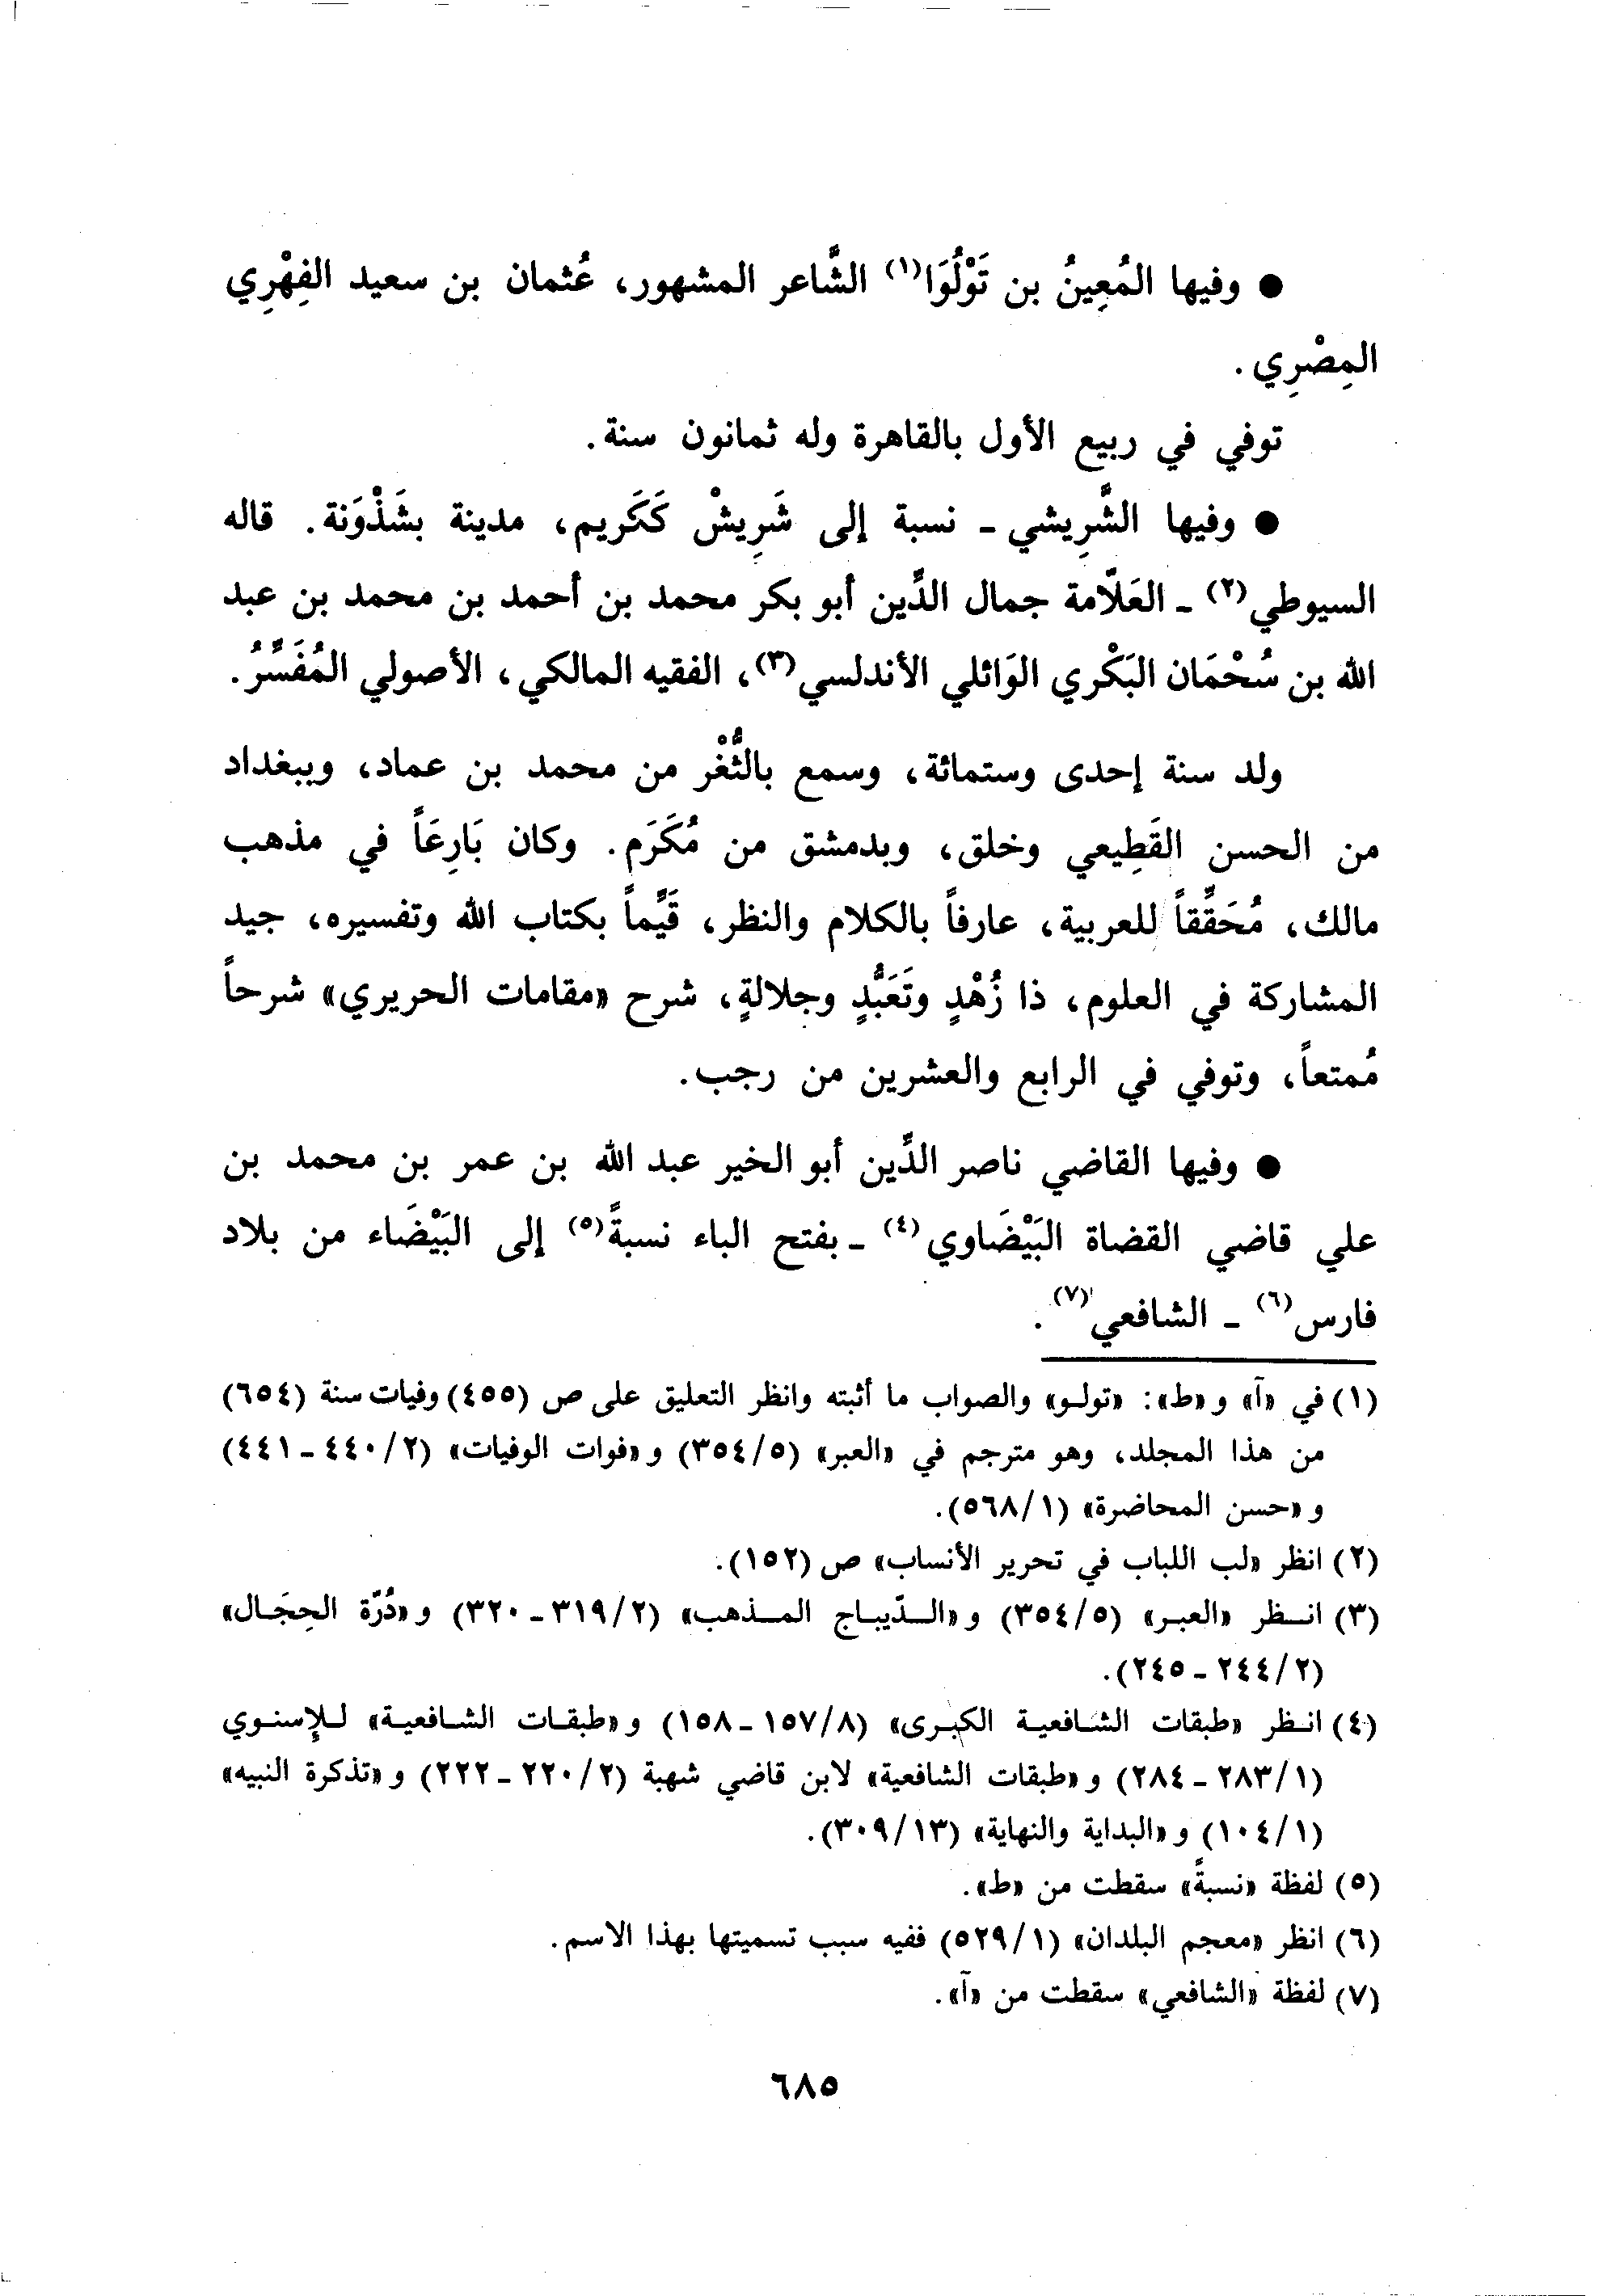 ● وفيها المُعِينُ بن تَوْلُوَا(١) الشَّاعر المشهور، عُثمان بن سعيد الفِهْرِي
المِصْرِي.
توفي في ربيع الأول بالقاهرة وله ثمانون سنة.
● وفيها الشَّرِيشي ـ نسبة إلى شَرِيشْ كَكَريم، مدينة بشَذْوَنة. قاله
السيوطي(٢) ـ العَلّامة جمال الدِّين أبو بكر محمد بن أحمد بن محمد بن عبد
الله بن سُحْمَان البَكْري الوَائلي الأندلسي(٣)، الفقيه المالكي، الأصولي المُفَسِّرُ.
ولد سنة إحدى وستمائة، وسمع بالثَّغْر من محمد بن عماد، وببغداد
من الحسن القَطِيعي وخلق، وبدمشق من مُكَرَم. وكان بَارِعَاً في مذهب
مالك، مُحَقِّقاً للعربية، عارفاً بالكلام والنظر، قَيِّماً بكتاب الله وتفسيره، جيد
المشاركة في العلوم، ذا زُهْدٍ وتَعَبُّدٍ وجلالةٍ، شرح «مقامات الحريري» شرحاً
مُمتعاً، وتوفي في الرابع والعشرين من رجب.
● وفيها القاضي ناصر الدِّين أبو الخير عبد الله بن عمر بن محمد بن
علي قاضي القضاة البَيْضَاوي(٤) ـ بفتح الباء نسبةً(٥) إلى البَيْضَاء من بلاد
فارس(٦) ـ الشافعي(٧).
(١) في «آ» و «ط»: «تولو» والصواب ما أثبته وانظر التعليق على ص (٤٥٥) وفيات سنة (٦٥٤)
من هذا المجلد، وهو مترجم في «العبر» (٣٥٤/٥) و «فوات الوفيات» (٢/ ٤٤٠ ـ ٤٤١)
و «حسن المحاضرة» (٥٦٨/١).
(٢) انظر «لب اللباب في تحرير الأنساب» ص (١٥٢).
(٣) انظر «العبر» (٣٥٤/٥) و «الدّيباج المذهب» (٣١٩/٢ ـ ٣٢٠) و «دُرّة الحِجَال»
(٢٤٤/٢ ـ ٢٤٥).
(٤) انظر «طبقات الشافعية الكبرى» (١٥٧/٨ ـ ١٥٨) و «طبقات الشافعية» للإسنوي
(٢٨٣/١ ـ ٢٨٤) و «طبقات الشافعية» لابن قاضي شهبة (٢/ ٢٢٠ ـ ٢٢٢) و «تذكرة النبيه»
(١٠٤/١) و «البداية والنهاية» (٣٠٩/١٣).
(٥) لفظة «نسبةً» سقطت من «ط».
(٦) انظر «معجم البلدان» (٥٢٩/١) ففيه سبب تسميتها بهذا الاسم.
(٧) لفظة «الشافعي» سقطت من «آ».
٦٨٥